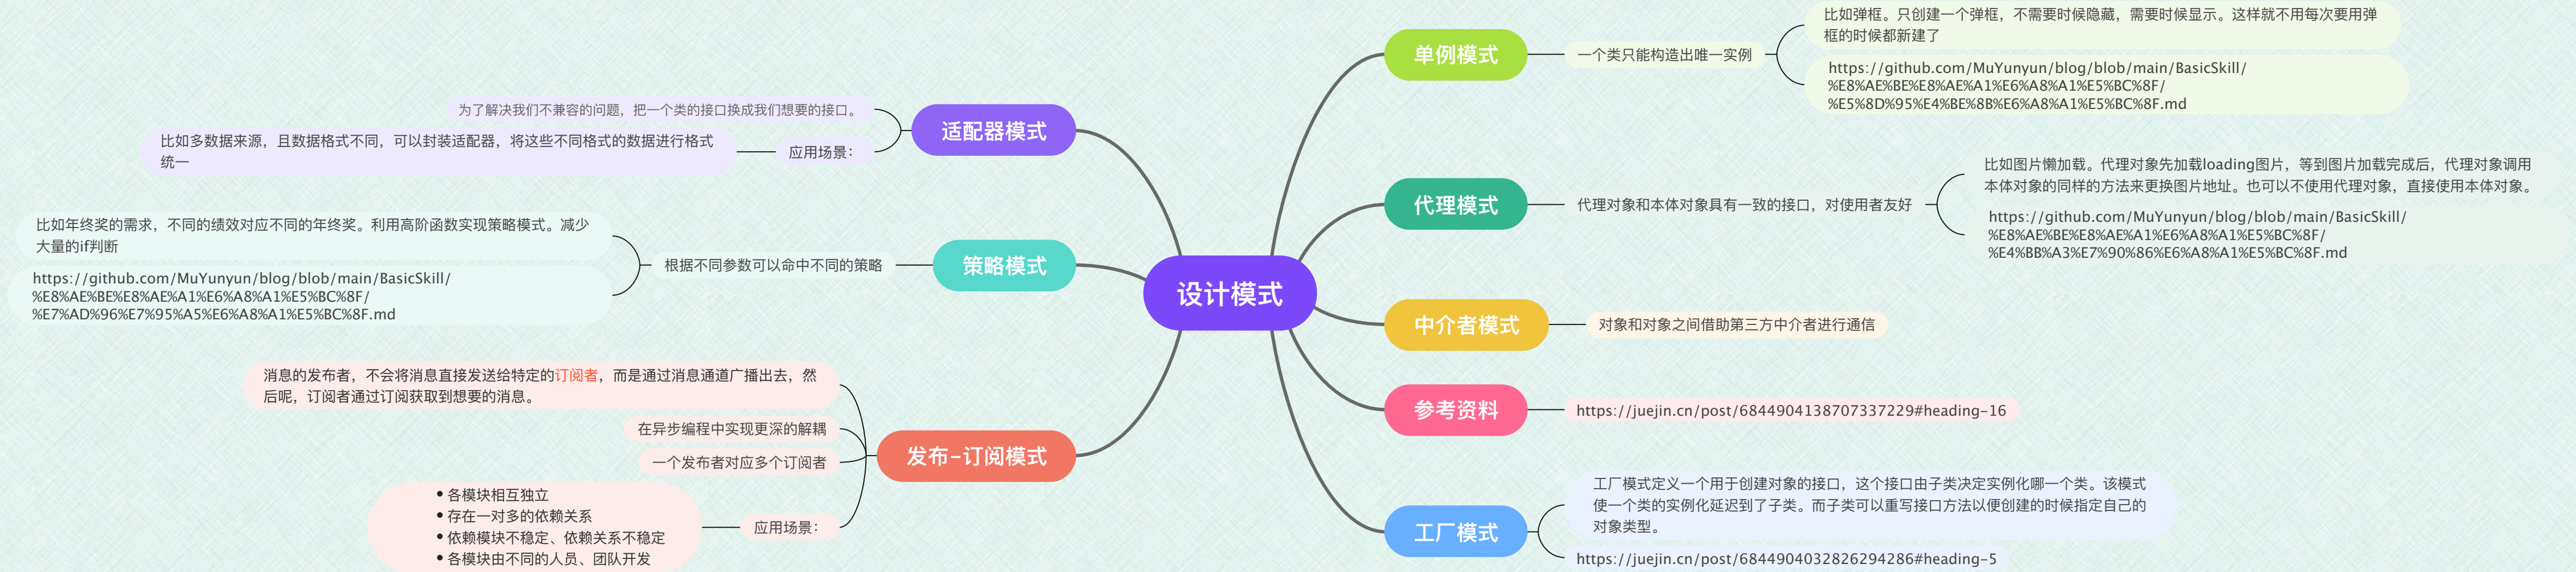 设计模式
单例模式
一个类只能构造出唯一实例
比如弹框。只创建一个弹框，不需要时候隐藏，需要时候显示。这样就不用每次要用弹
框的时候都新建了
https://github.com/MuYunyun/blog/blob/main/BasicSkill/
%E8%AE%BE%E8%AE%A1%E6%A8%A1%E5%BC%8F/
%E5%8D%95%E4%BE%8B%E6%A8%A1%E5%BC%8F.md
代理模式
代理对象和本体对象具有一致的接口，对使用者友好
比如图片懒加载。代理对象先加载loading图片，等到图片加载完成后，代理对象调用
本体对象的同样的方法来更换图片地址。也可以不使用代理对象，直接使用本体对象。
https://github.com/MuYunyun/blog/blob/main/BasicSkill/
%E8%AE%BE%E8%AE%A1%E6%A8%A1%E5%BC%8F/
%E4%BB%A3%E7%90%86%E6%A8%A1%E5%BC%8F.md
中介者模式
对象和对象之间借助第三方中介者进行通信
参考资料
https://juejin.cn/post/6844904138707337229#heading-16
工厂模式
工厂模式定义一个用于创建对象的接口，这个接口由子类决定实例化哪一个类。该模式
使一个类的实例化延迟到了子类。而子类可以重写接口方法以便创建的时候指定自己的
对象类型。
https://juejin.cn/post/6844904032826294286#heading-5
适配器模式
为了解决我们不兼容的问题，把一个类的接口换成我们想要的接口。
应用场景：
比如多数据来源，且数据格式不同，可以封装适配器，将这些不同格式的数据进行格式
统一
策略模式
根据不同参数可以命中不同的策略
比如年终奖的需求，不同的绩效对应不同的年终奖。利用高阶函数实现策略模式。减少
大量的if判断
https://github.com/MuYunyun/blog/blob/main/BasicSkill/
%E8%AE%BE%E8%AE%A1%E6%A8%A1%E5%BC%8F/
%E7%AD%96%E7%95%A5%E6%A8%A1%E5%BC%8F.md
发布-订阅模式
消息的发布者，不会将消息直接发送给特定的订阅者，而是通过消息通道广播出去，然
后呢，订阅者通过订阅获取到想要的消息。
在异步编程中实现更深的解耦
一个发布者对应多个订阅者
应用场景：
• 各模块相互独立
• 存在一对多的依赖关系
• 依赖模块不稳定、依赖关系不稳定
• 各模块由不同的人员、团队开发